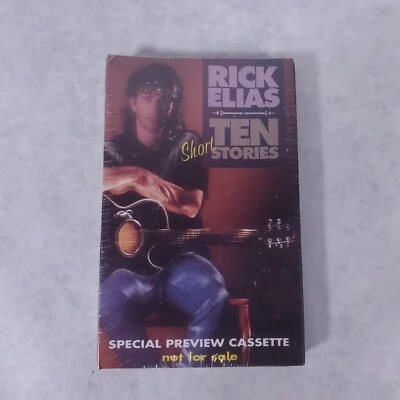 RICK
ELIAS
TEN
Short
STORIES
SPECIAL PREVIEW CASSETTE
not for sale